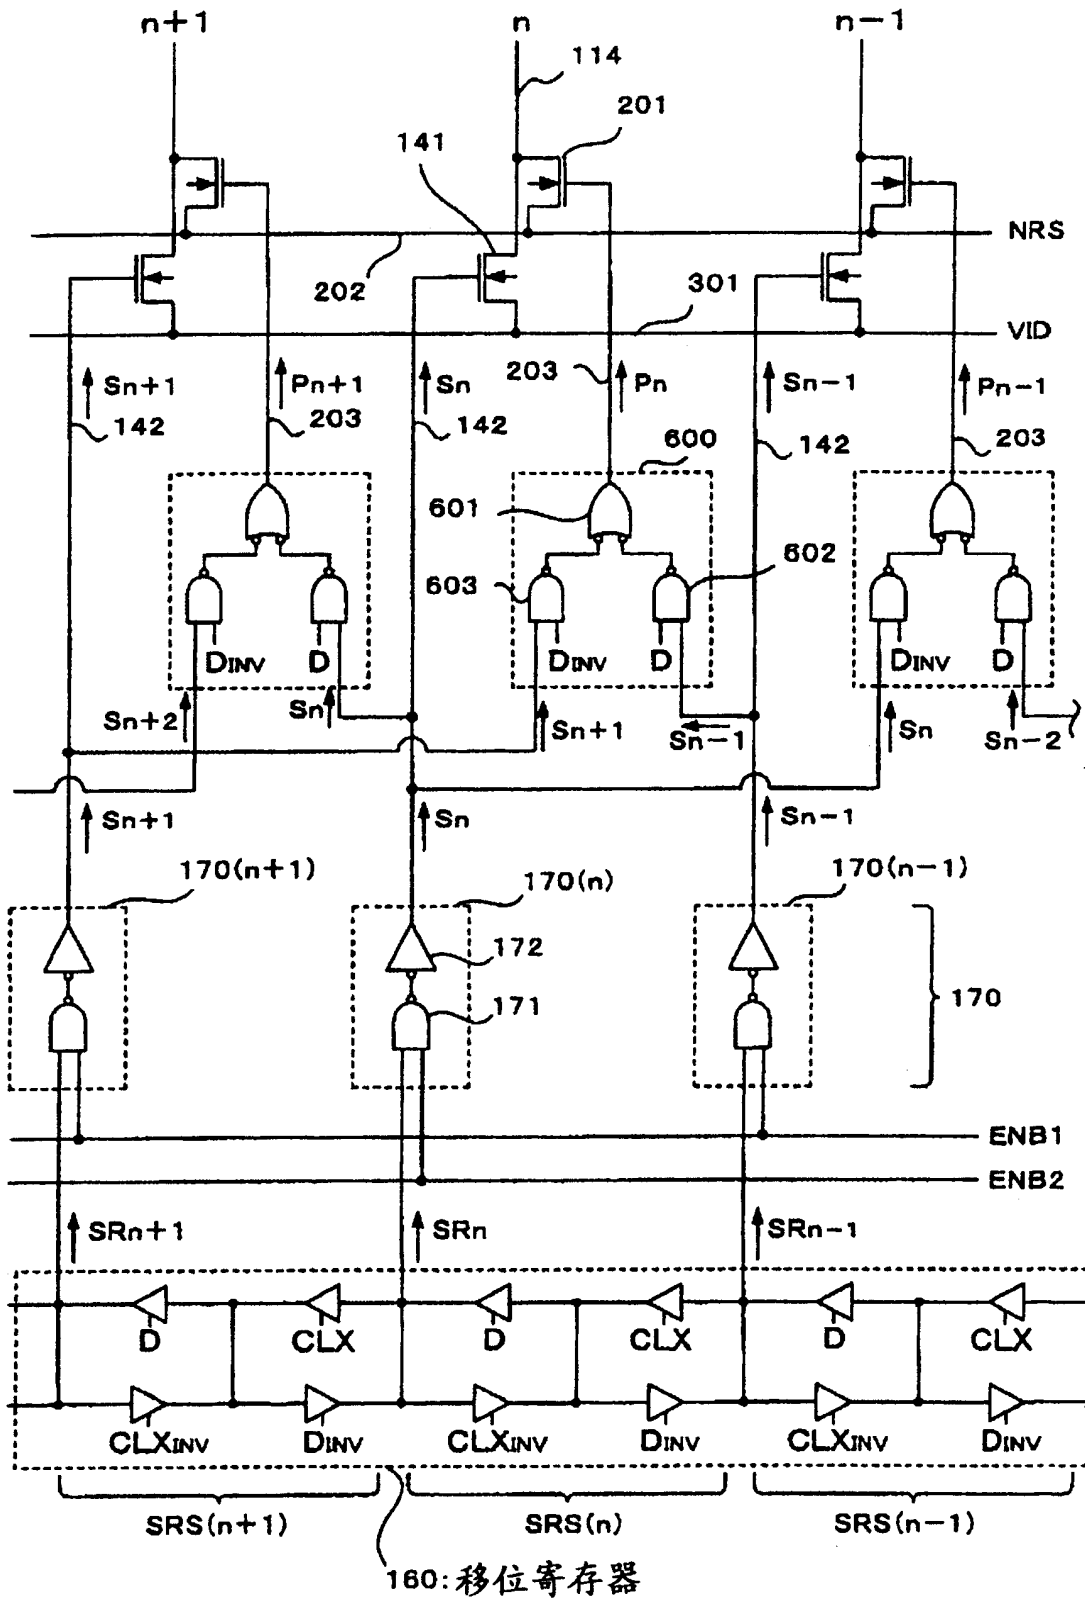 n+1 n n−1
114
201
141
NRS
202
301
VID
Sn+1 Pn+1 Sn 203 Pn Sn−1 Pn−1
142 203 142 142 203
600
601
602
603
DINV D DINV D DINV D
Sn+2 Sn Sn+1 Sn−1 Sn Sn−2
Sn+1 Sn Sn−1
170(n+1) 170(n) 170(n−1)
172
171
170
ENB1
ENB2
SRn+1 SRn SRn−1
D CLX D CLX D CLX
CLXINV DINV CLXINV DINV CLXINV DINV
SRS(n+1) SRS(n) SRS(n−1)
160:移位寄存器